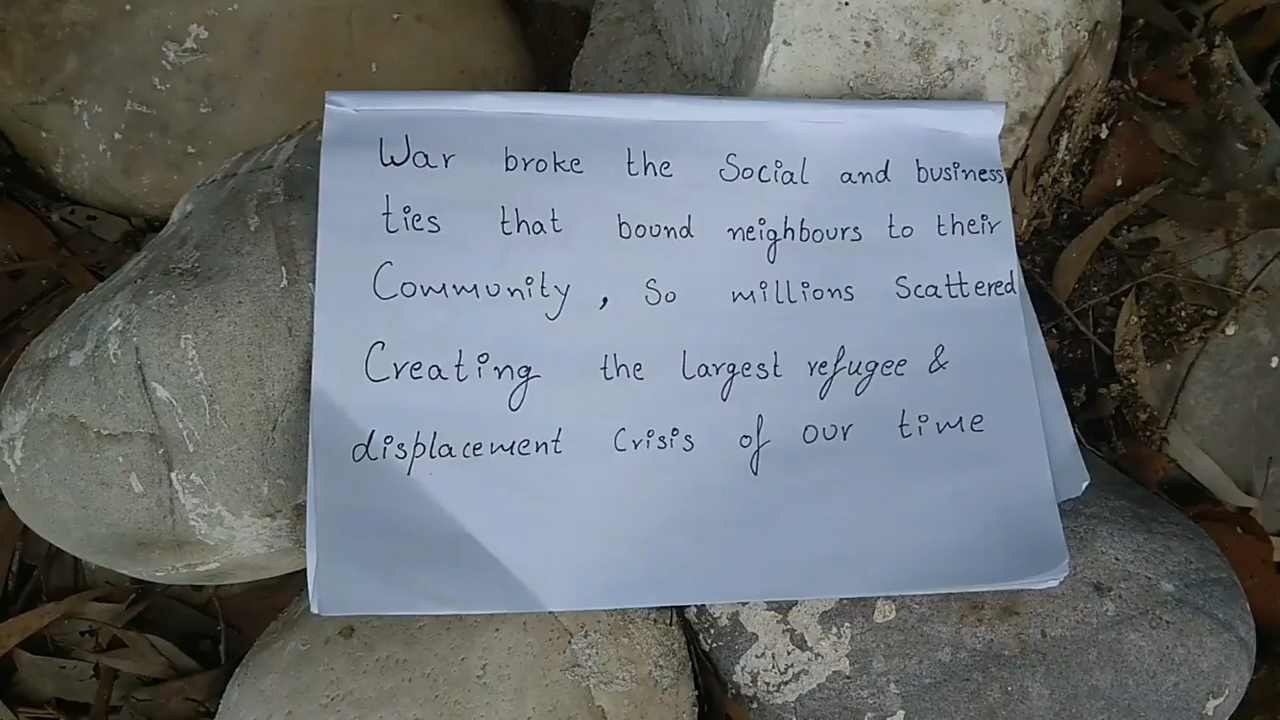 War broke the Social and business
ties that bound neighbours to their
Community, So millions Scattered
Creating the largest refugee &
displacement Crisis of our time